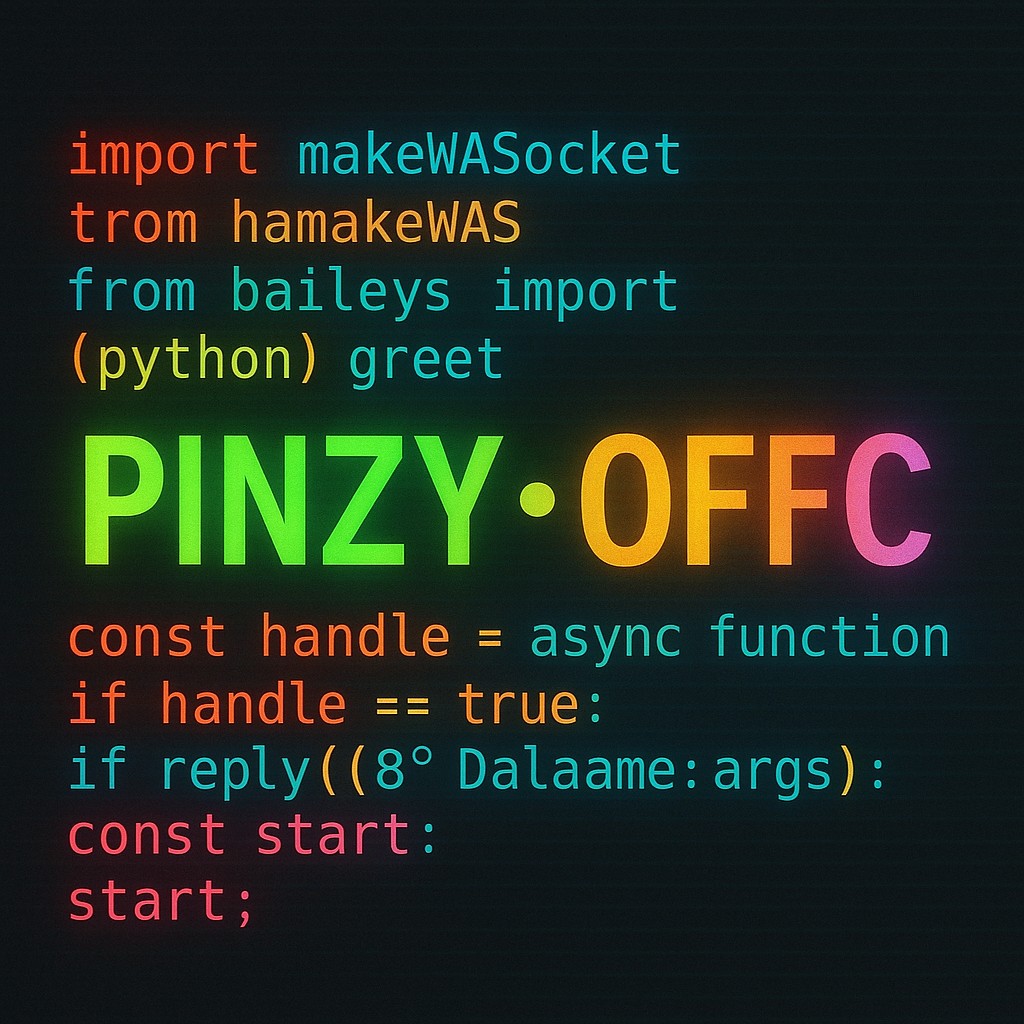 import makeWASocket
trom hamakeWAS
from baileys import
(python) greet
PINZY•OFFC
const handle = async function
if handle == true:
if reply((8° Dalaame:args):
const start:
start;